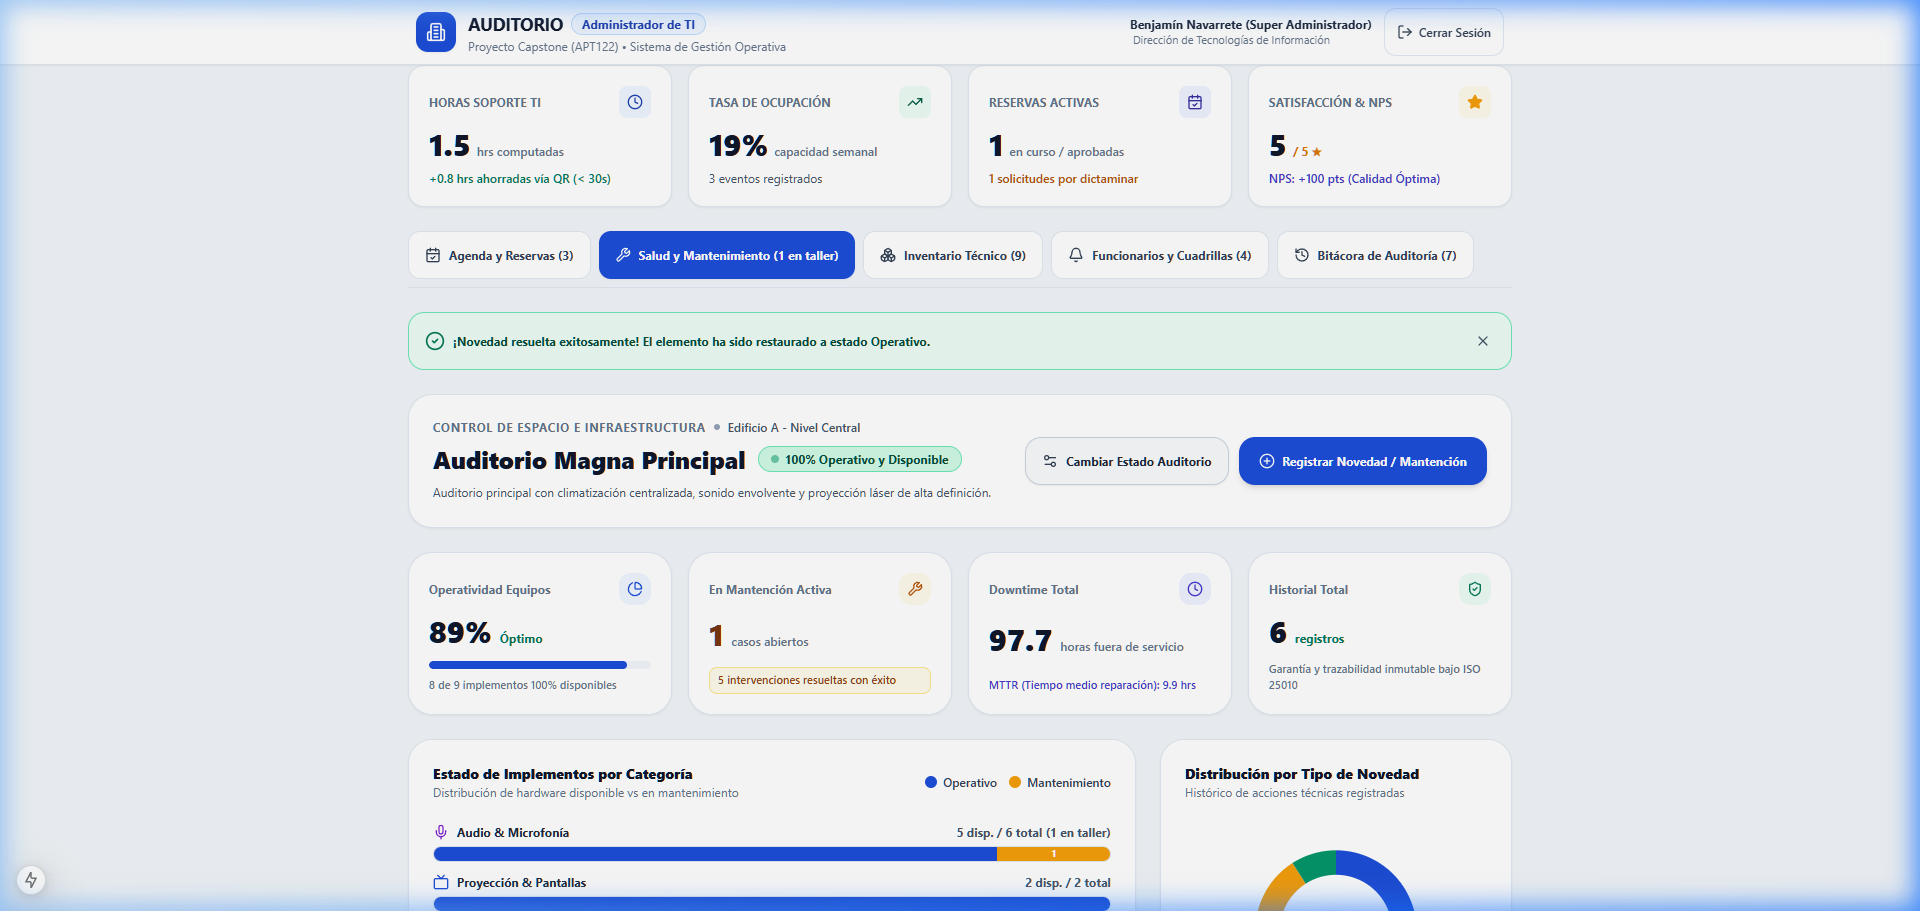 AUDITORIO Administrador de TI
Proyecto Capstone (APT122) • Sistema de Gestión Operativa
Benjamín Navarrete (Super Administrador)
Dirección de Tecnologías de Información
Cerrar Sesión
HORAS SOPORTE TI
1.5 hrs computadas
+0.8 hrs ahorradas vía QR (< 30s)
TASA DE OCUPACIÓN
19% capacidad semanal
3 eventos registrados
RESERVAS ACTIVAS
1 en curso / aprobadas
1 solicitudes por dictaminar
SATISFACCIÓN & NPS
5 / 5 ★
NPS: +100 pts (Calidad Óptima)
Agenda y Reservas (3)
Salud y Mantenimiento (1 en taller)
Inventario Técnico (9)
Funcionarios y Cuadrillas (4)
Bitácora de Auditoría (7)
¡Novedad resuelta exitosamente! El elemento ha sido restaurado a estado Operativo.
CONTROL DE ESPACIO E INFRAESTRUCTURA • Edificio A - Nivel Central
Auditorio Magna Principal 100% Operativo y Disponible
Auditorio principal con climatización centralizada, sonido envolvente y proyección láser de alta definición.
Cambiar Estado Auditorio
Registrar Novedad / Mantención
Operatividad Equipos
89% Óptimo
8 de 9 implementos 100% disponibles
En Mantención Activa
1 casos abiertos
5 intervenciones resueltas con éxito
Downtime Total
97.7 horas fuera de servicio
MTTR (Tiempo medio reparación): 9.9 hrs
Historial Total
6 registros
Garantía y trazabilidad inmutable bajo ISO
25010
Estado de Implementos por Categoría
Distribución de hardware disponible vs en mantenimiento
Operativo Mantenimiento
Audio & Microfonía 5 disp. / 6 total (1 en taller)
1
Proyección & Pantallas 2 disp. / 2 total
Distribución por Tipo de Novedad
Histórico de acciones técnicas registradas